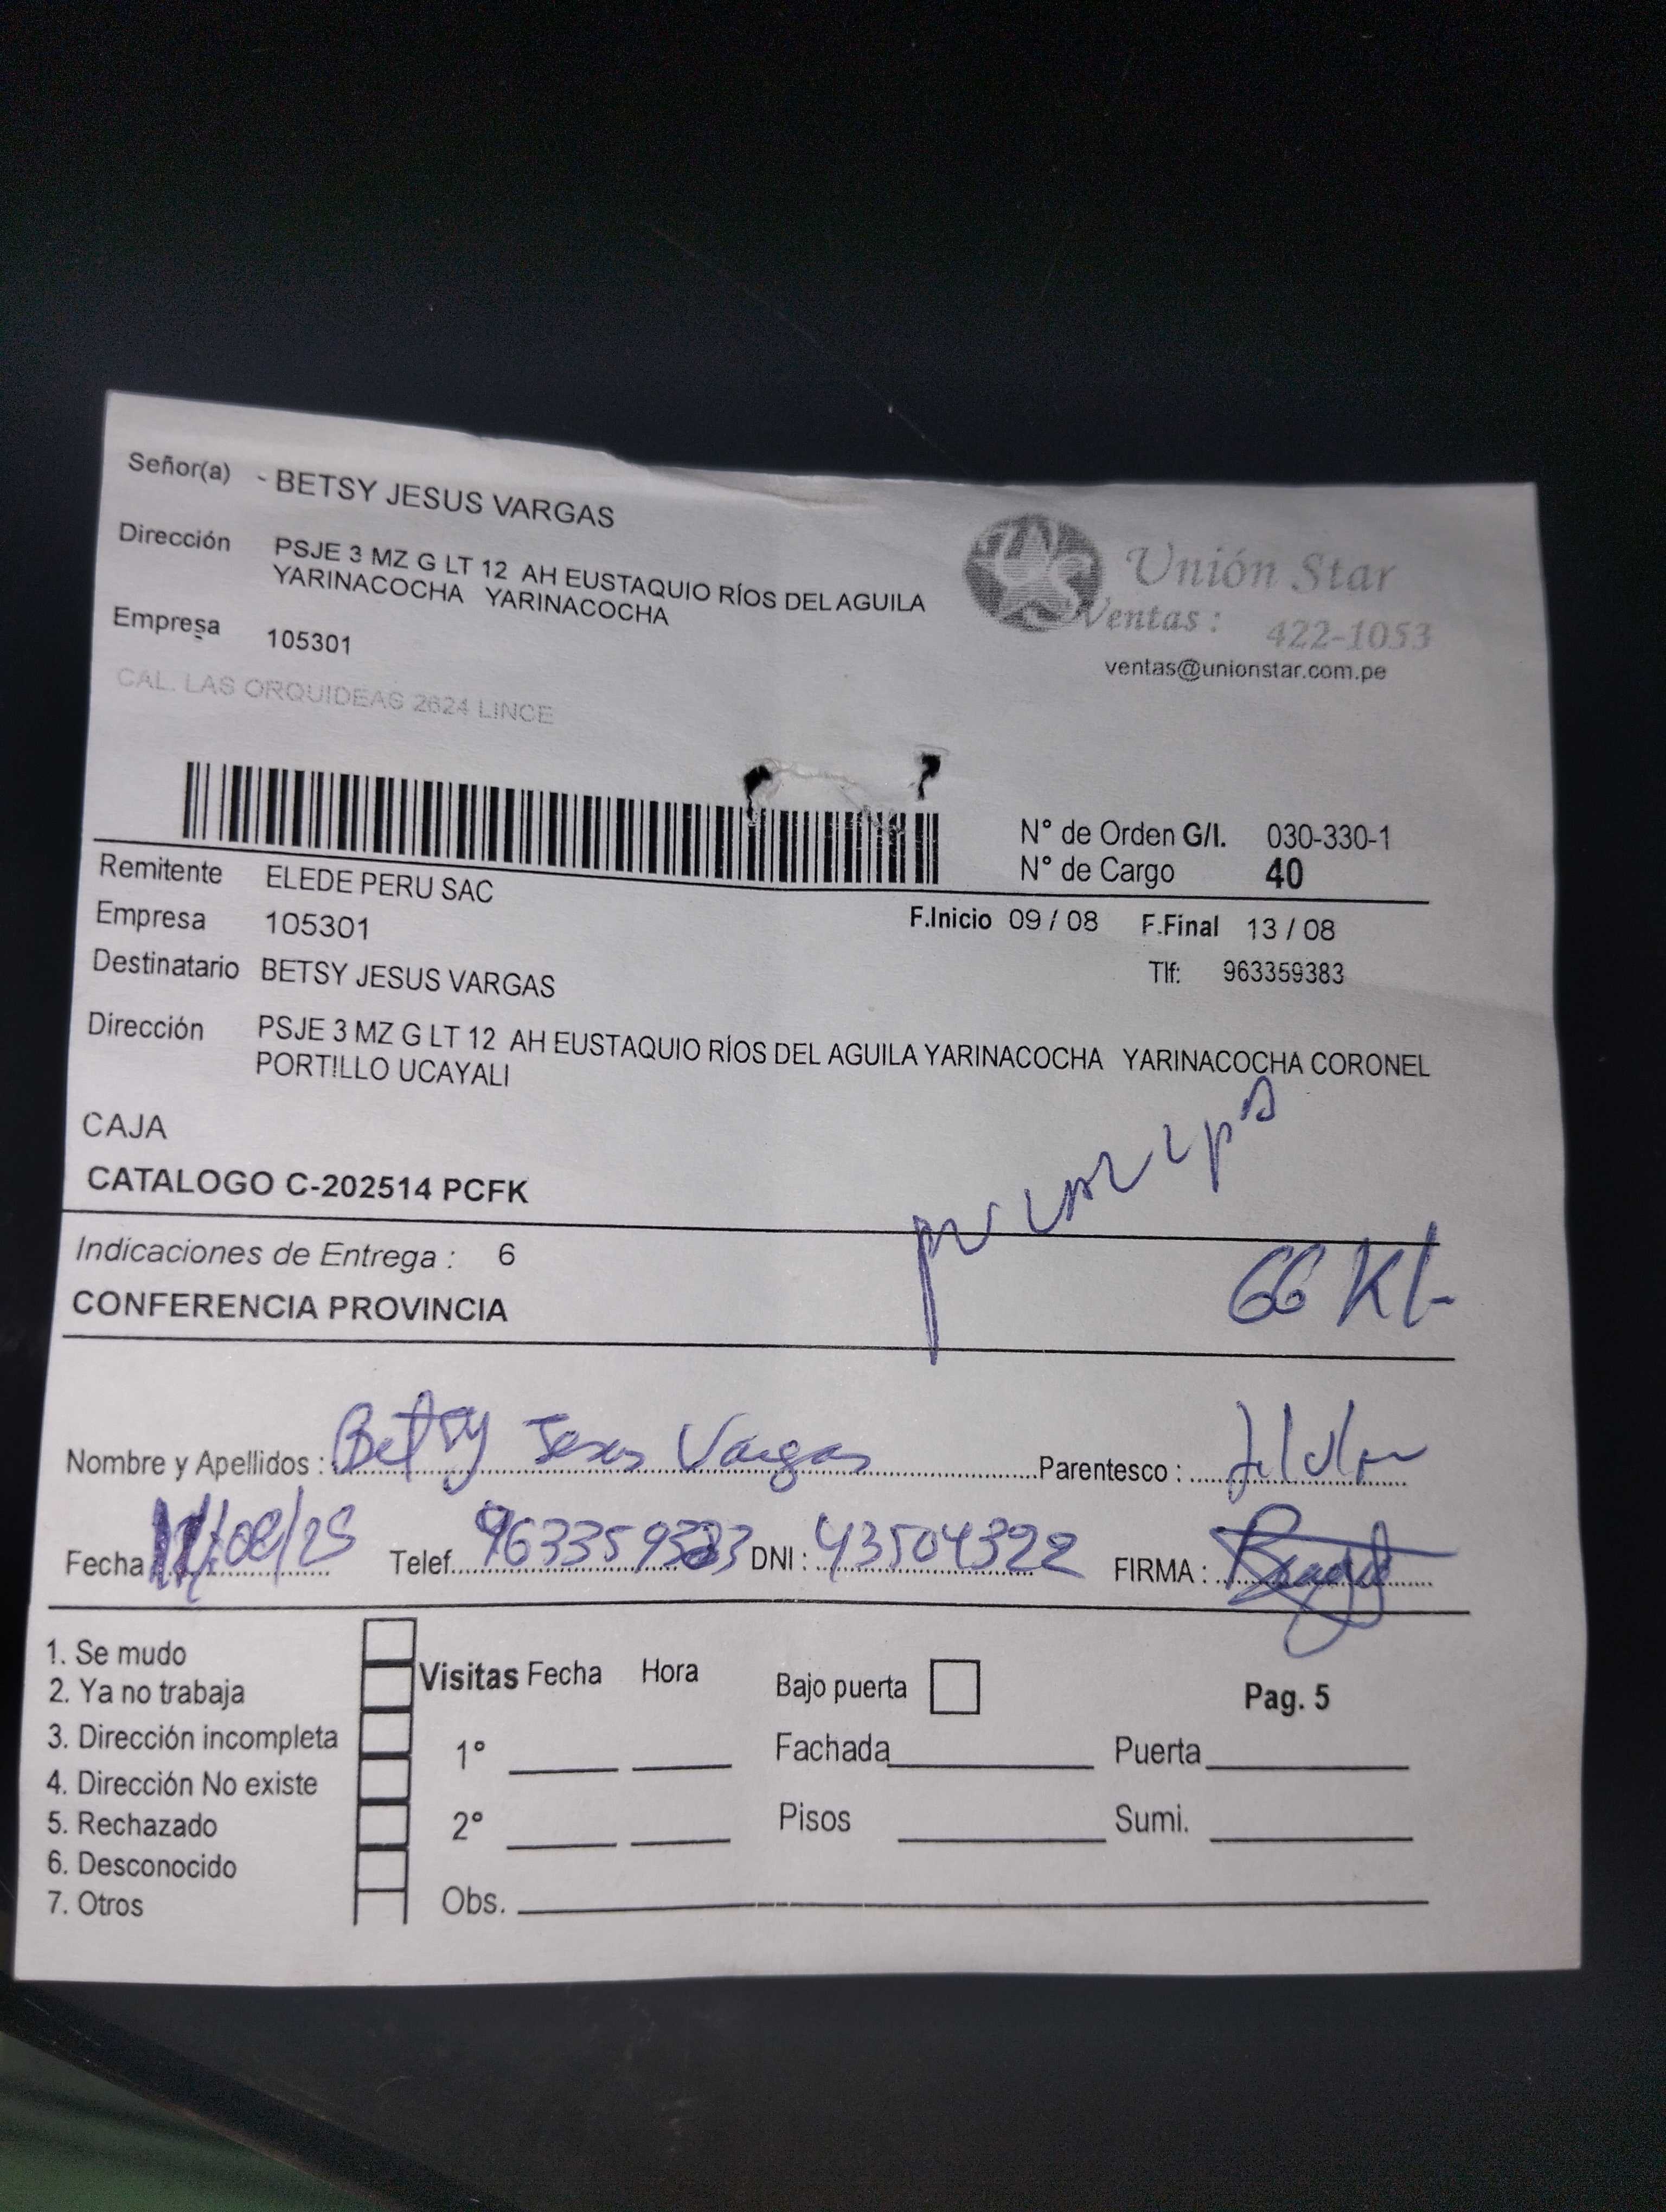 Señor(a) - BETSY JESUS VARGAS
Dirección PSJE 3 MZ G LT 12 AH EUSTAQUIO RÍOS DEL AGUILA
YARINACOCHA YARINACOCHA
Empresa 105301
CAL. LAS ORQUIDEAS 2624 LINCE
Unión Star
Ventas : 422-1053
ventas@unionstar.com.pe
N° de Orden G/I. 030-330-1
N° de Cargo 40
Remitente ELEDE PERU SAC
Empresa 105301 F.Inicio 09 / 08 F.Final 13 / 08
Destinatario BETSY JESUS VARGAS Tlf: 963359383
Dirección PSJE 3 MZ G LT 12 AH EUSTAQUIO RÍOS DEL AGUILA YARINACOCHA YARINACOCHA CORONEL
PORTILLO UCAYALI
CAJA
CATALOGO C-202514 PCFK
Indicaciones de Entrega : 6
66 KL
CONFERENCIA PROVINCIA
Nombre y Apellidos : Betsy Jesus Vargas Parentesco :
Fecha /08/25 Telef. 963359383 DNI : 43504322 FIRMA :
1. Se mudo
2. Ya no trabaja
3. Dirección incompleta
4. Dirección No existe
5. Rechazado
6. Desconocido
7. Otros
Visitas Fecha Hora Bajo puerta Pag. 5
1° Fachada Puerta
2° Pisos Sumi.
Obs.